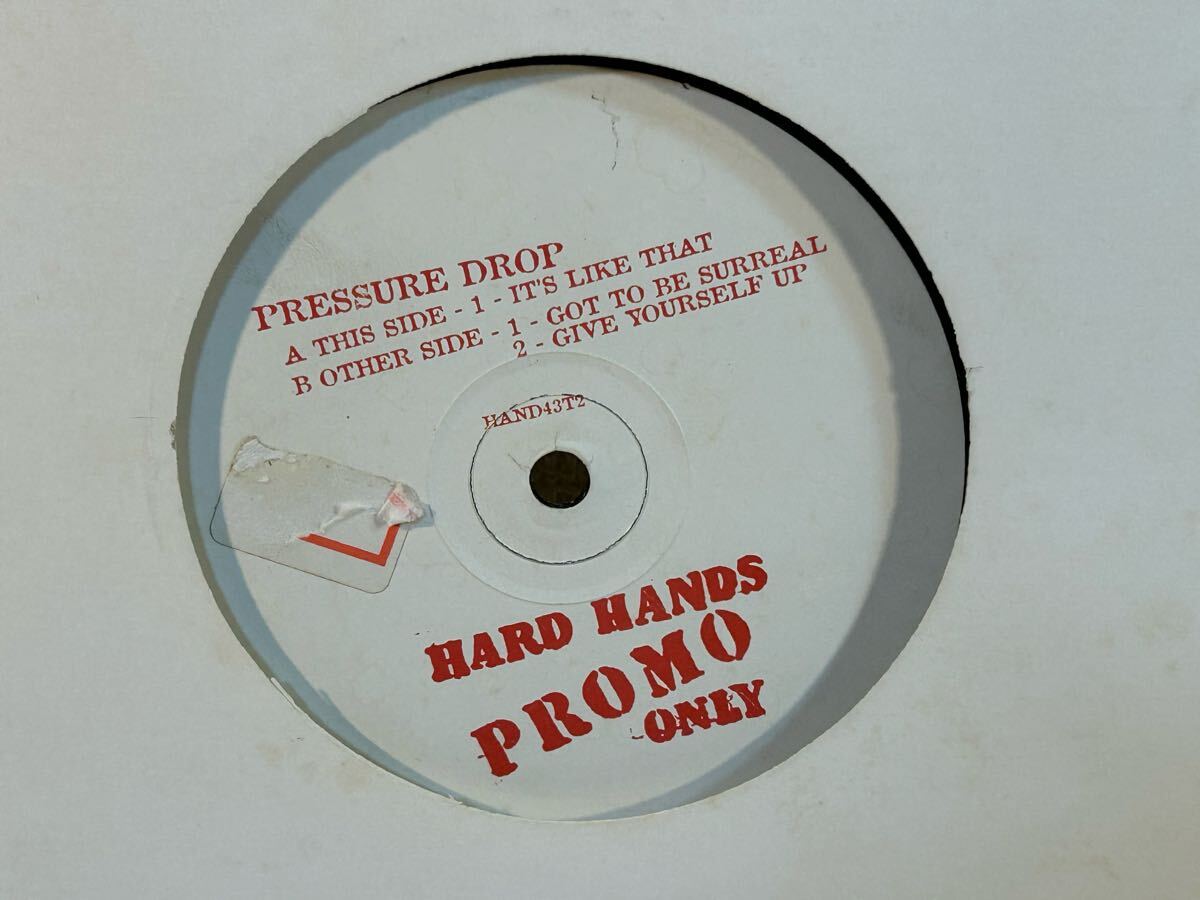 PRESSURE DROP
A THIS SIDE - 1 - IT'S LIKE THAT
B OTHER SIDE - 1 - GOT TO BE SURREAL
2 - GIVE YOURSELF UP
HAND43T2
HARD HANDS
PROMO
ONLY